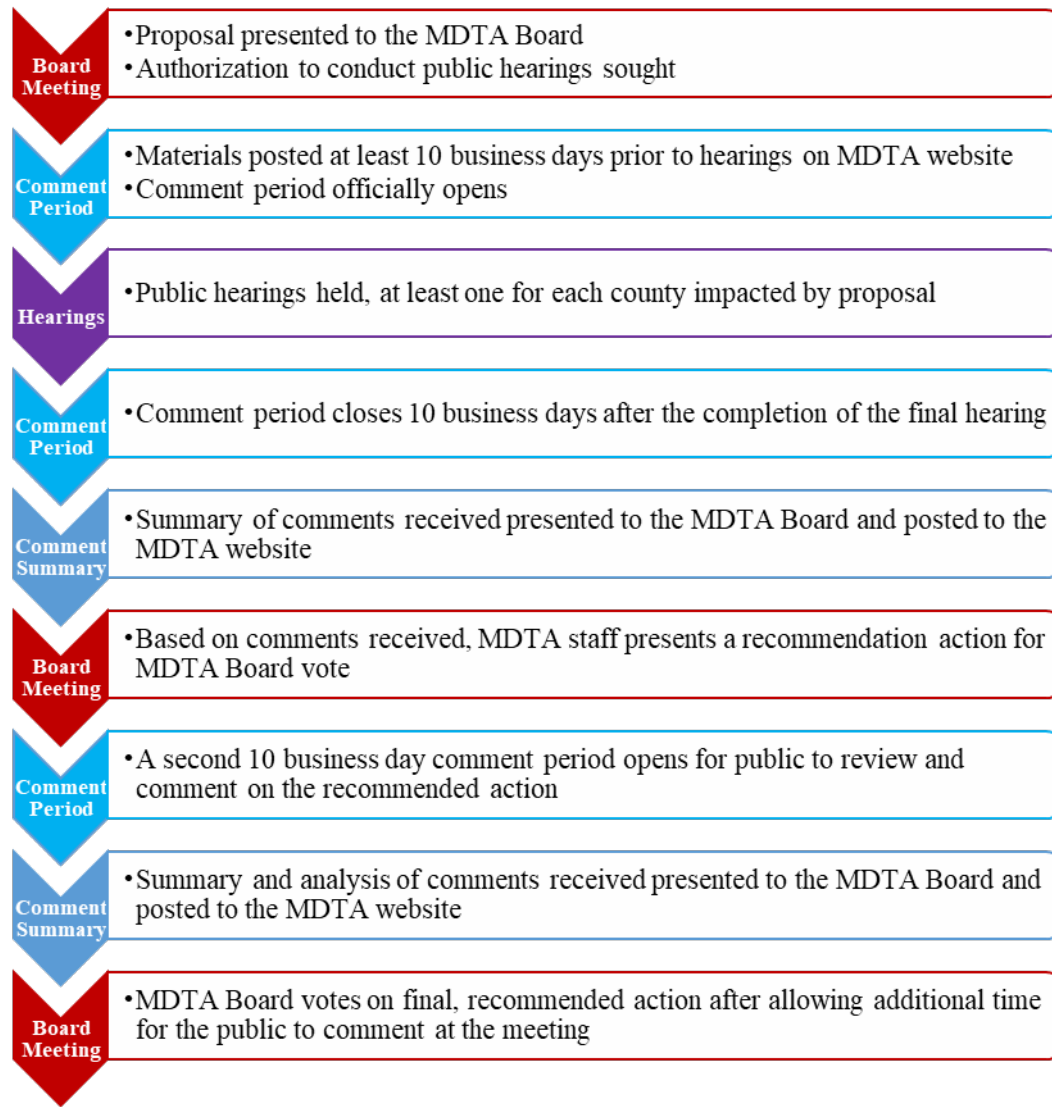 Board
Meeting
•Proposal presented to the MDTA Board
•Authorization to conduct public hearings sought
Comment
Period
•Materials posted at least 10 business days prior to hearings on MDTA website
•Comment period officially opens
Hearings
•Public hearings held, at least one for each county impacted by proposal
Comment
Period
•Comment period closes 10 business days after the completion of the final hearing
Comment
Summary
•Summary of comments received presented to the MDTA Board and posted to the
MDTA website
Board
Meeting
•Based on comments received, MDTA staff presents a recommendation action for
MDTA Board vote
Comment
Period
•A second 10 business day comment period opens for public to review and
comment on the recommended action
Comment
Summary
•Summary and analysis of comments received presented to the MDTA Board and
posted to the MDTA website
Board
Meeting
•MDTA Board votes on final, recommended action after allowing additional time
for the public to comment at the meeting